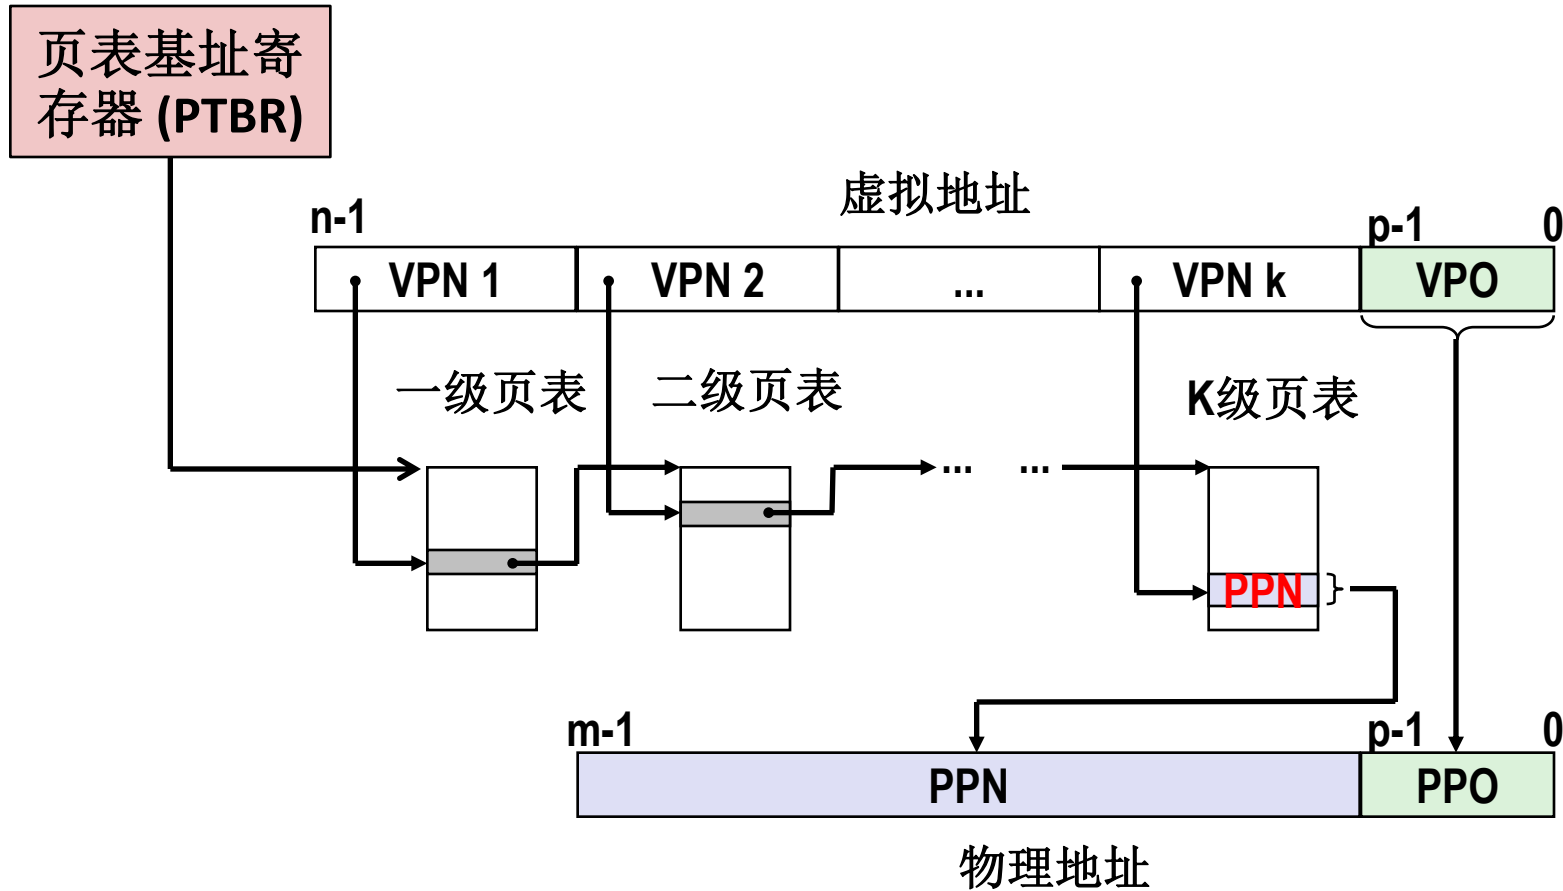 页表基址寄
存器 (PTBR)
虚拟地址
n-1
p-1
0
VPN 1
VPN 2
...
VPN k
VPO
一级页表
二级页表
K级页表
...
...
PPN
m-1
p-1
0
PPN
PPO
物理地址